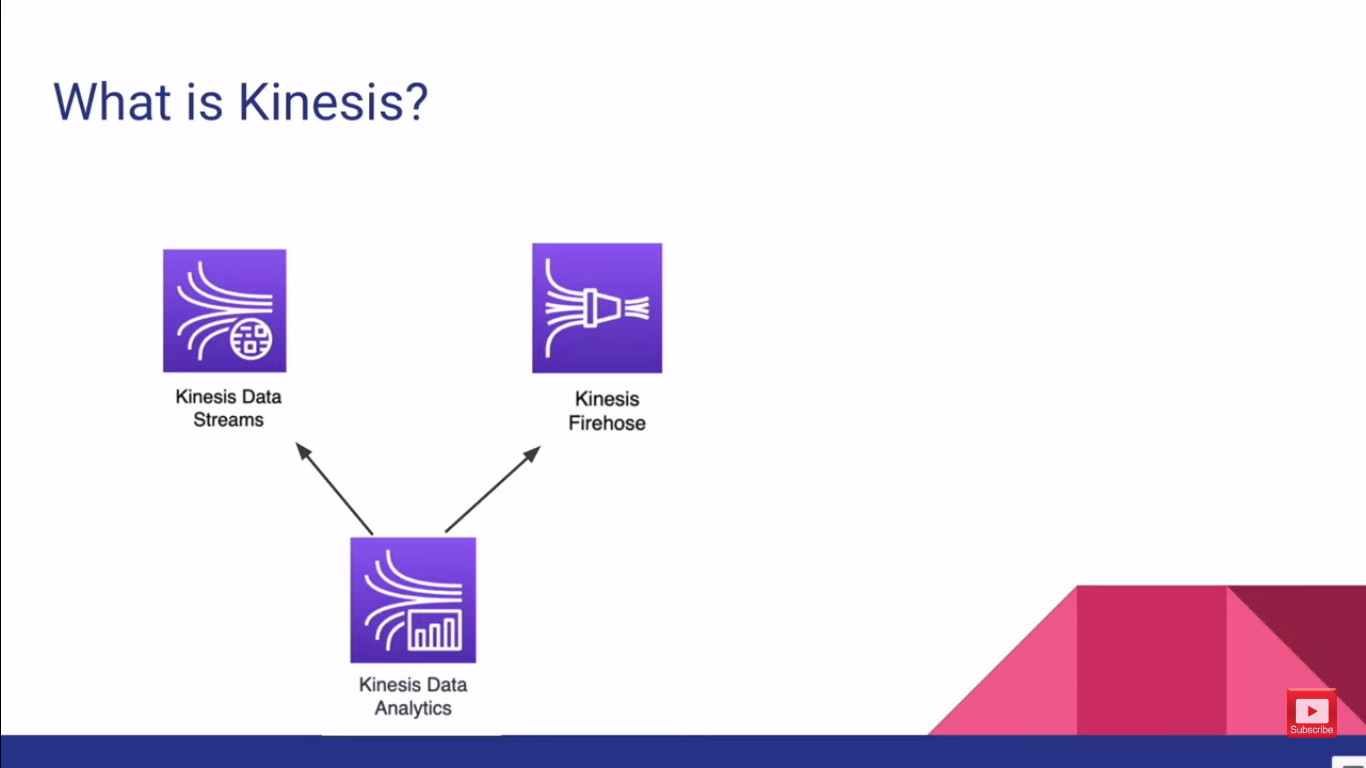 What is Kinesis?
Kinesis Data
Streams
Kinesis
Firehose
Kinesis Data
Analytics
Subscribe